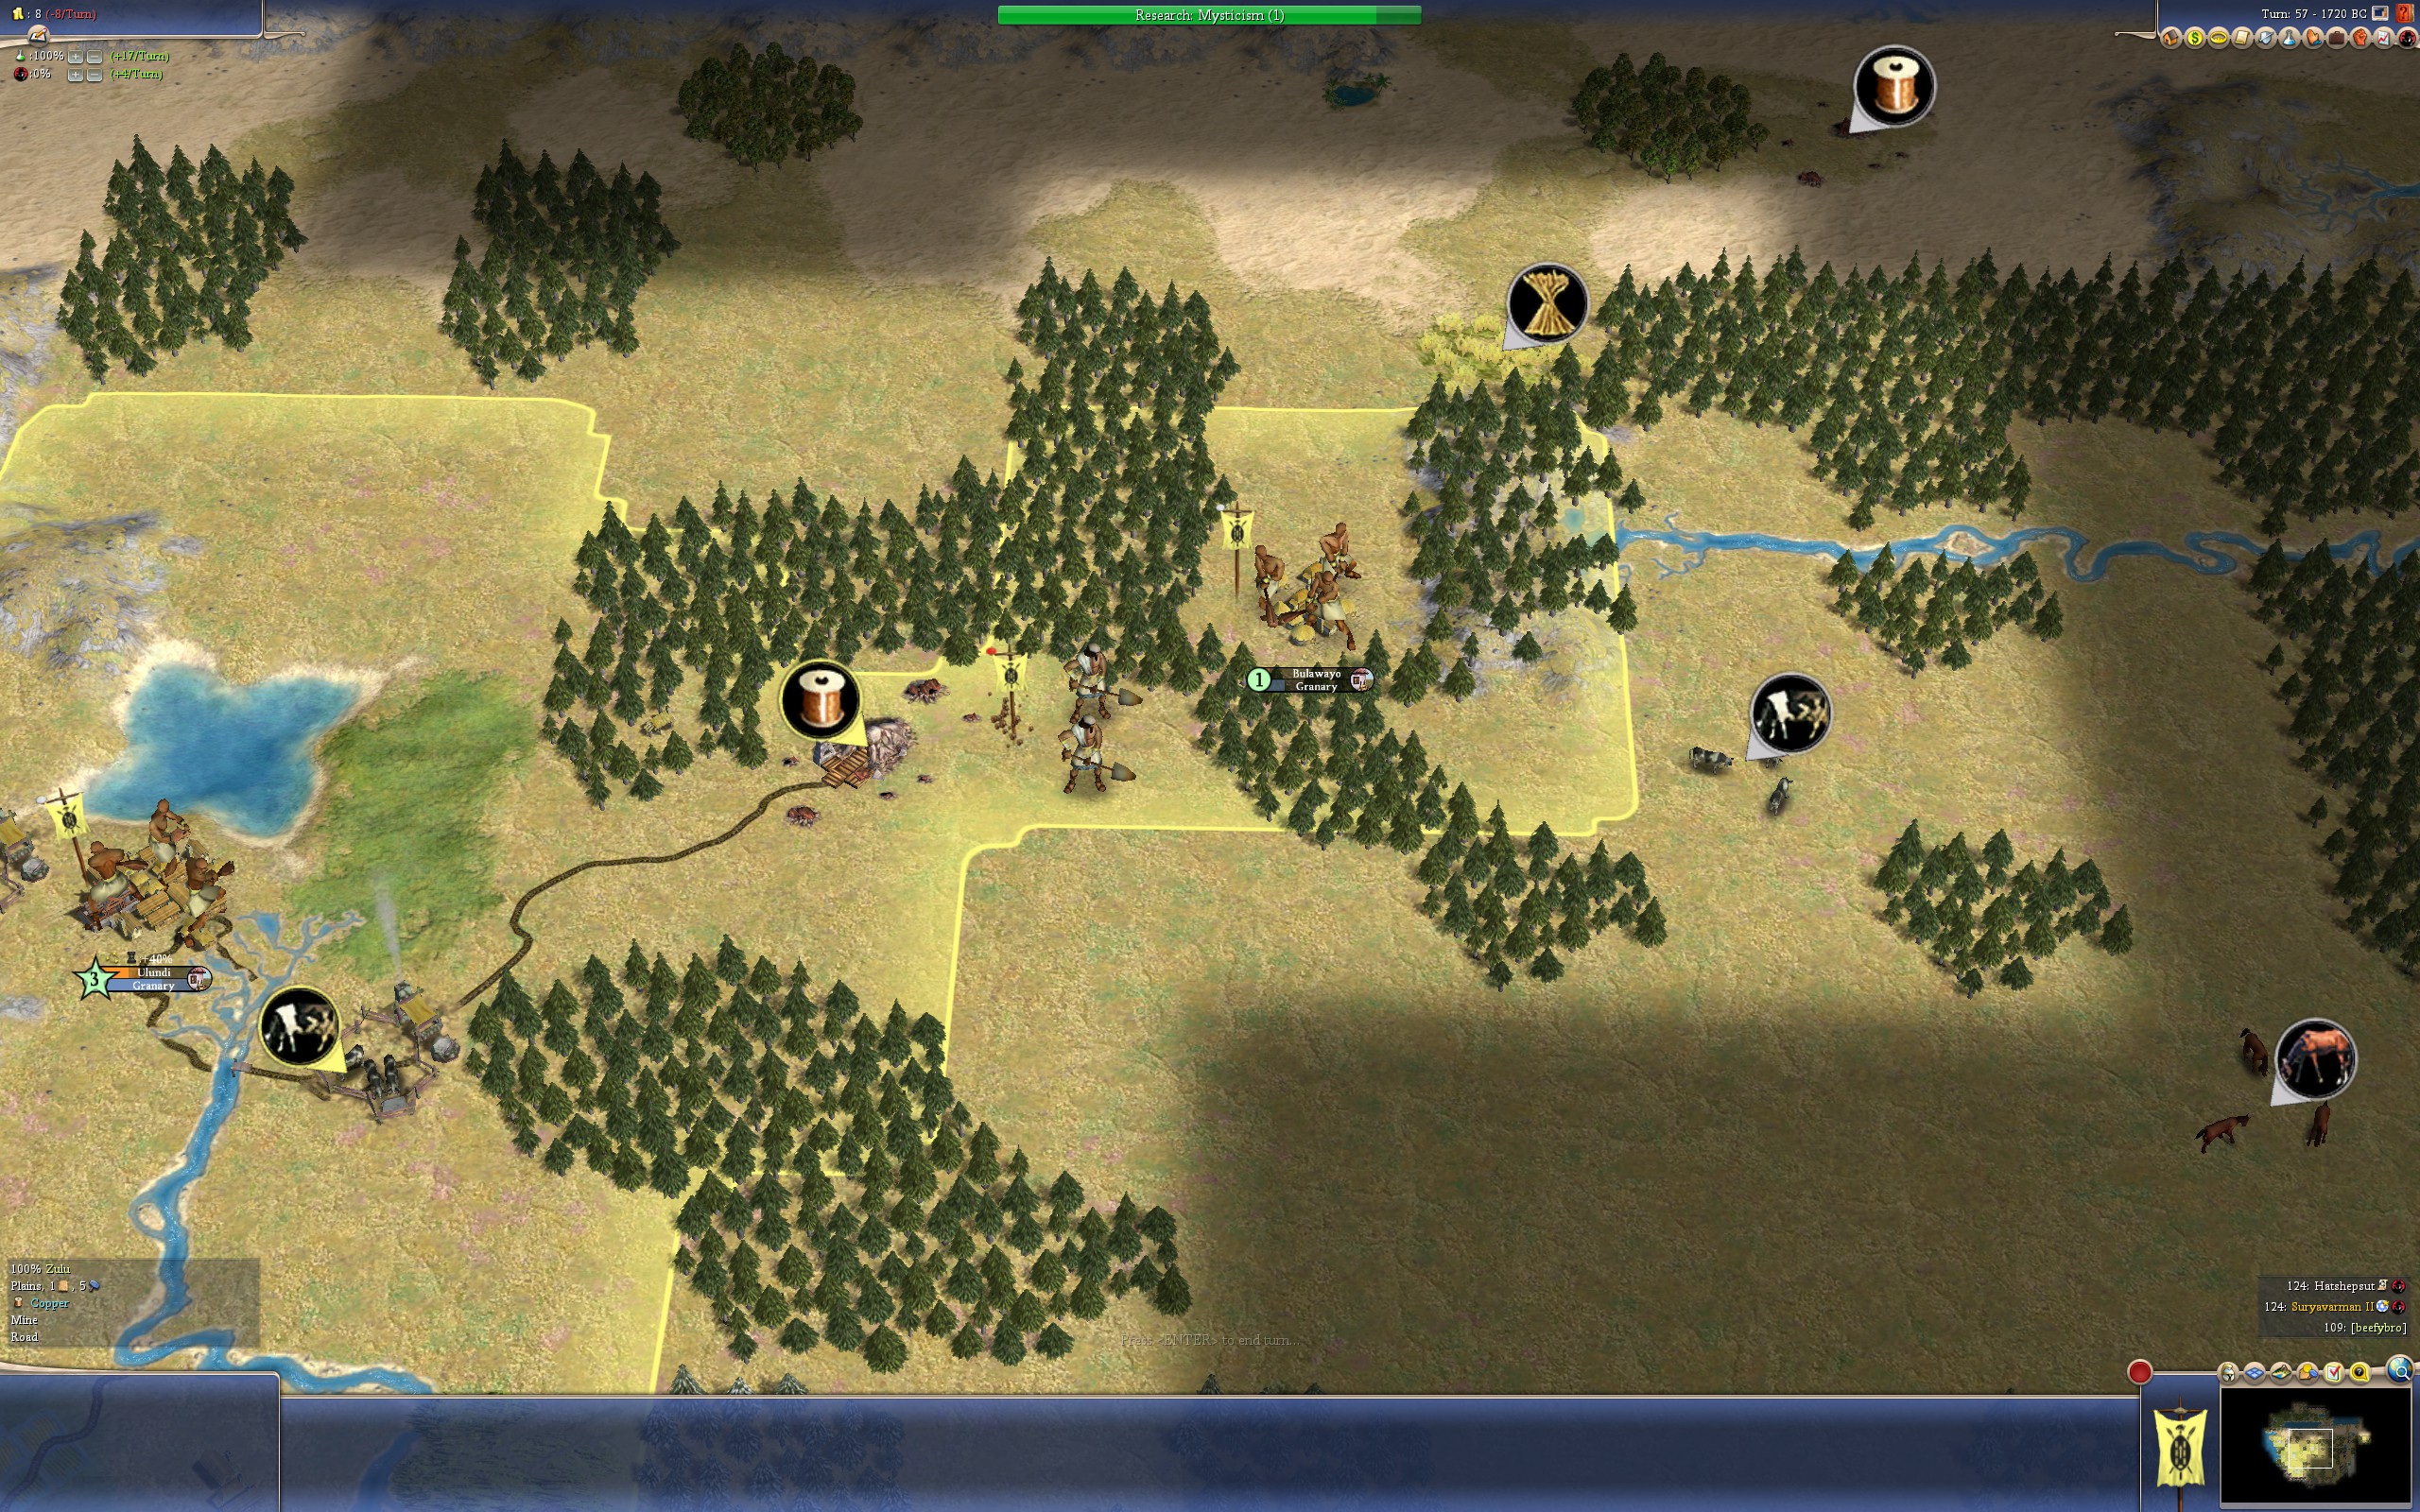 : 8 (-8/Turn)
:100% (+17/Turn)
:0% (+4/Turn)
Research: Mysticism (1)
Turn: 57 - 1720 BC
1 Bulawayo
Granary
+40%
3 Ulundi
Granary
100% Zulu
Plains, 1 , 5
Copper
Mine
Road
Press <ENTER> to end turn...
124: Hatshepsut
124: Suryavarman II
109: [beefybro]